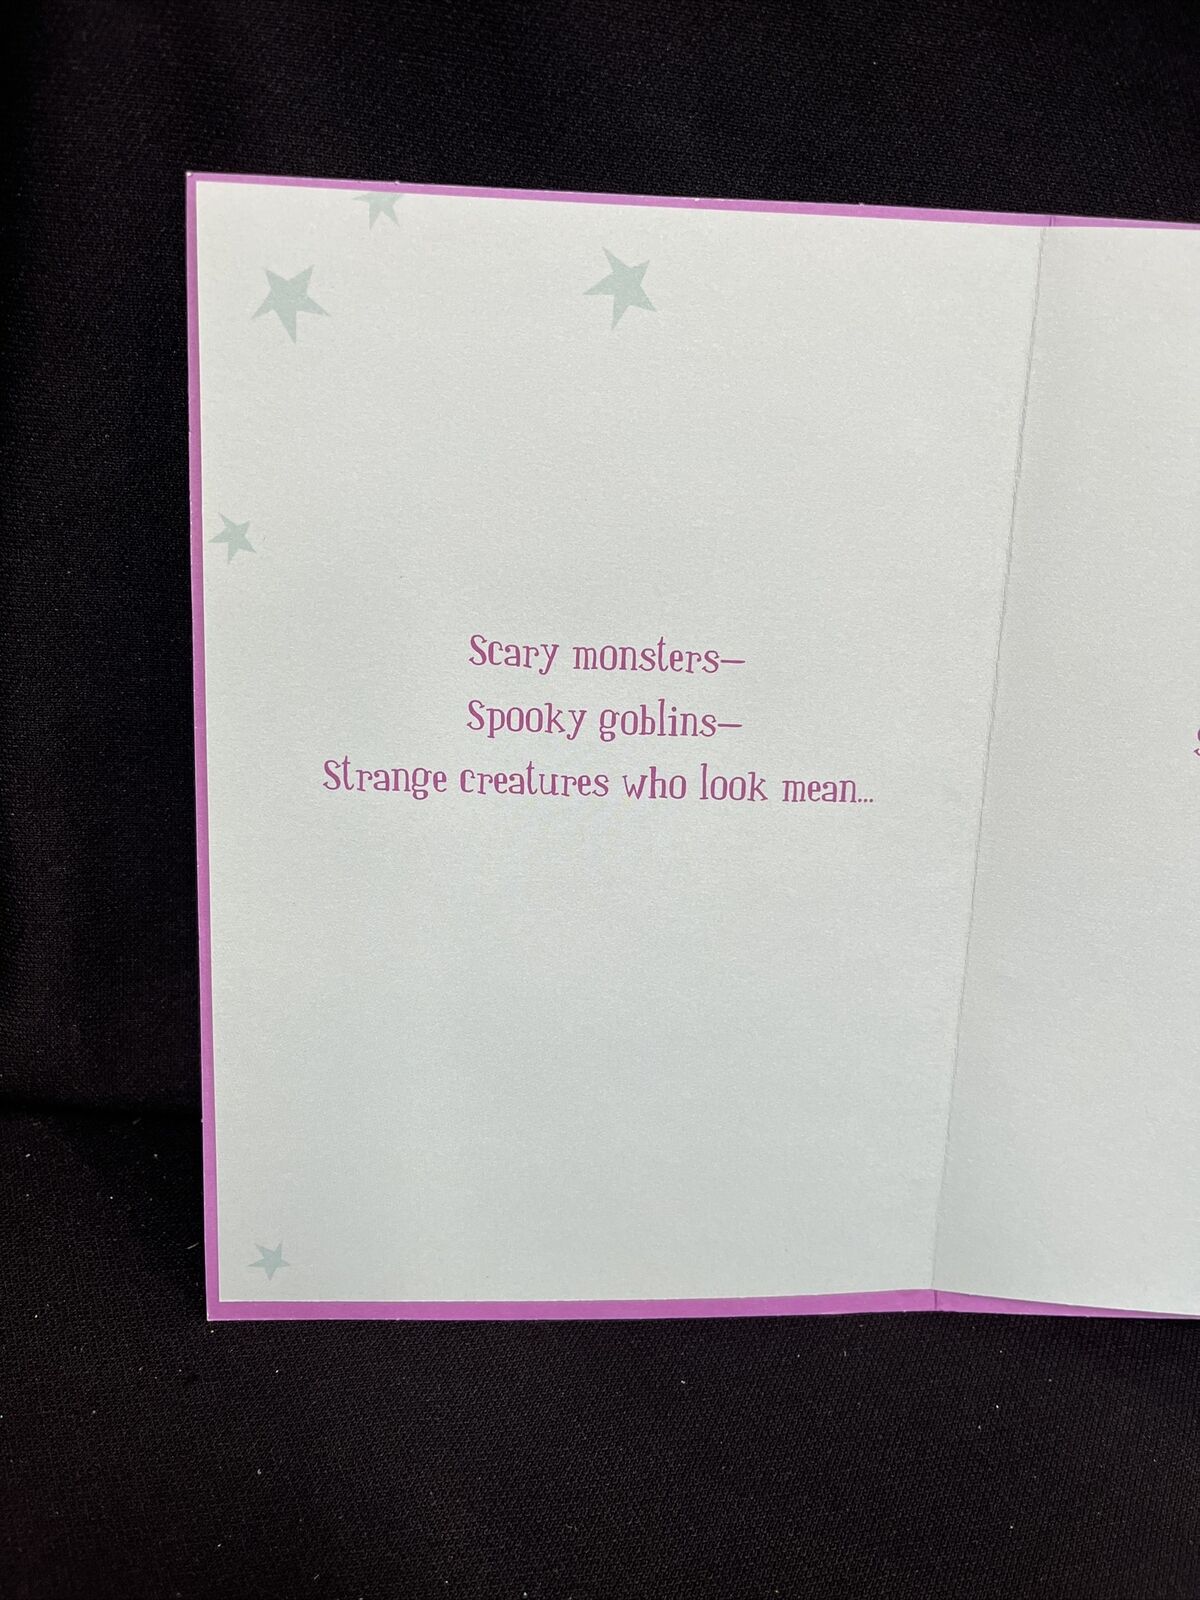 Scary monsters—
Spooky goblins—
Strange creatures who look mean...